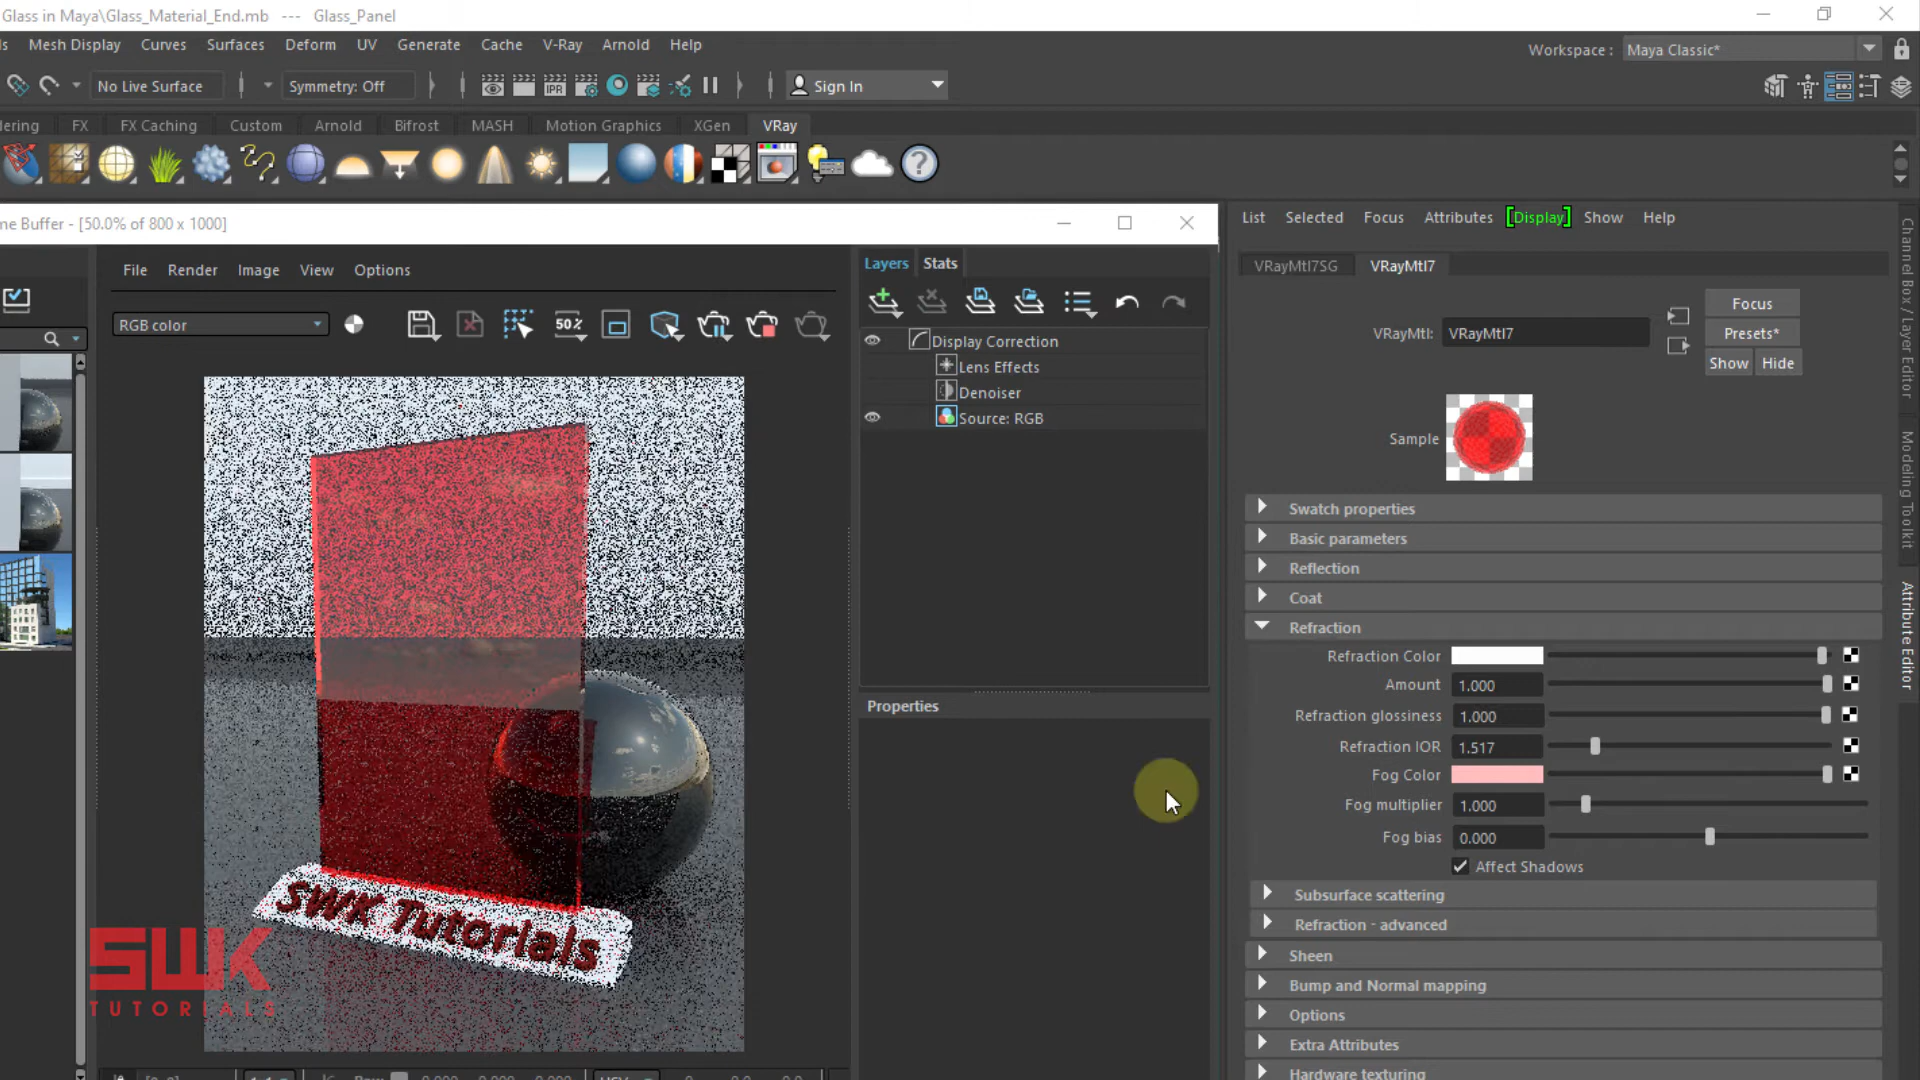 Glass in Maya\Glass_Material_End.mb --- Glass_Panel
Mesh Display Curves Surfaces Deform UV Generate Cache V-Ray Arnold Help
Workspace : Maya Classic*
No Live Surface Symmetry: Off Sign In
FX FX Caching Custom Arnold Bifrost MASH Motion Graphics XGen VRay
me Buffer - [50.0% of 800 x 1000]
List Selected Focus Attributes [Display] Show Help
File Render Image View Options
Layers Stats
VRayMtl7SG VRayMtl7
RGB color
50%
Focus
VRayMtl: VRayMtl7
Presets*
Show Hide
Display Correction
Lens Effects
Denoiser
Source: RGB
Sample
Swatch properties
Basic parameters
Reflection
Coat
Refraction
Refraction Color
Amount 1.000
Refraction glossiness 1.000
Refraction IOR 1.517
Fog Color
Fog multiplier 1.000
Fog bias 0.000
Affect Shadows
Subsurface scattering
Refraction - advanced
Sheen
Bump and Normal mapping
Options
Extra Attributes
Hardware texturing
Properties
SWK Tutorials
SWK
TUTORIALS
Channel Box / Layer Editor
Modeling Toolkit
Attribute Editor